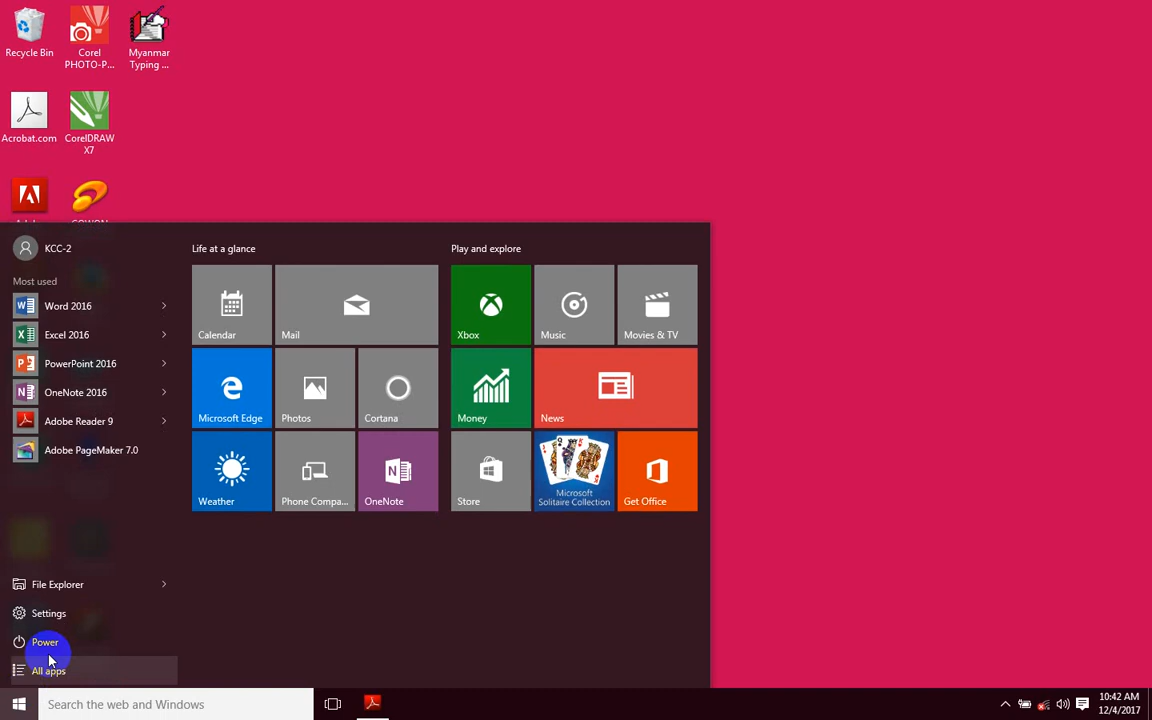 Recycle Bin
Corel
PHOTO-P...
Myanmar
Typing ...
Acrobat.com
CorelDRAW
X7
KCC-2
Most used
Word 2016
Excel 2016
PowerPoint 2016
OneNote 2016
Adobe Reader 9
Adobe PageMaker 7.0
File Explorer
Settings
Power
All apps
Life at a glance
Calendar
Mail
Microsoft Edge
Photos
Cortana
Weather
Phone Compa...
OneNote
Play and explore
Xbox
Music
Movies & TV
Money
News
Store
Microsoft
Solitaire Collection
Get Office
Search the web and Windows
10:42 AM
12/4/2017